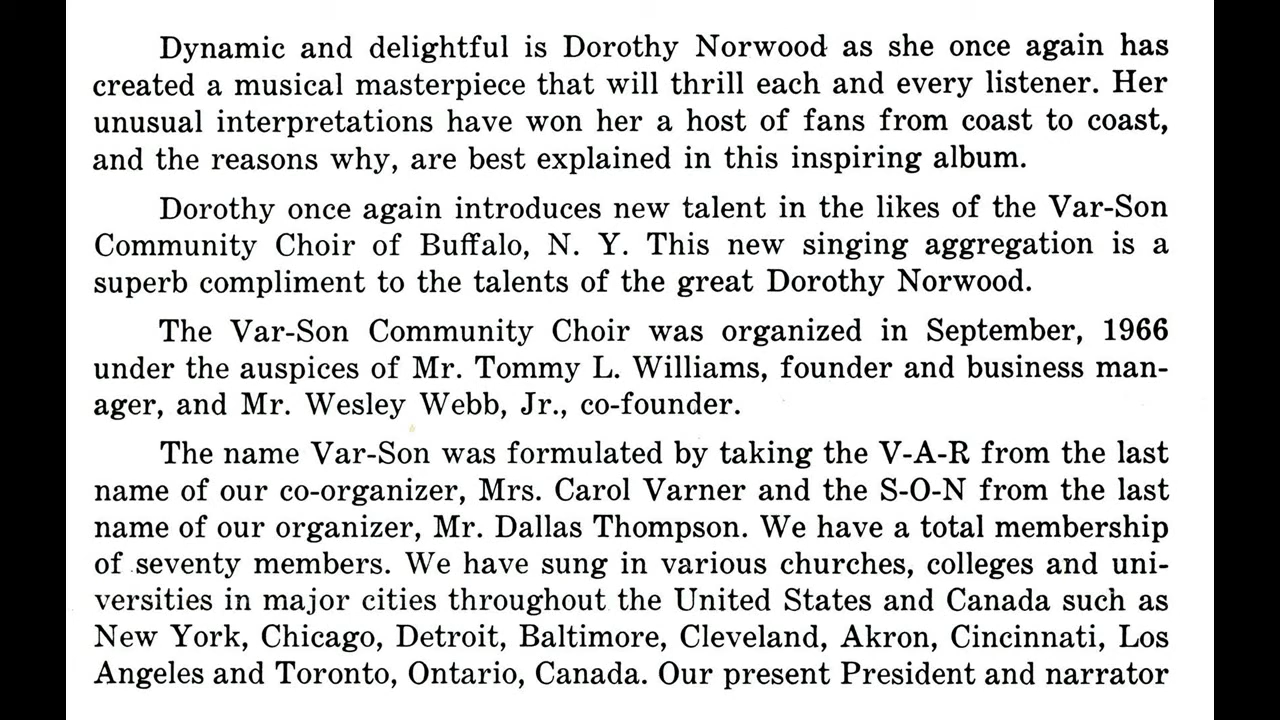 Dynamic and delightful is Dorothy Norwood as she once again has
created a musical masterpiece that will thrill each and every listener. Her
unusual interpretations have won her a host of fans from coast to coast,
and the reasons why, are best explained in this inspiring album.
Dorothy once again introduces new talent in the likes of the Var-Son
Community Choir of Buffalo, N. Y. This new singing aggregation is a
superb compliment to the talents of the great Dorothy Norwood.
The Var-Son Community Choir was organized in September, 1966
under the auspices of Mr. Tommy L. Williams, founder and business man-
ager, and Mr. Wesley Webb, Jr., co-founder.
The name Var-Son was formulated by taking the V-A-R from the last
name of our co-organizer, Mrs. Carol Varner and the S-O-N from the last
name of our organizer, Mr. Dallas Thompson. We have a total membership
of seventy members. We have sung in various churches, colleges and uni-
versities in major cities throughout the United States and Canada such as
New York, Chicago, Detroit, Baltimore, Cleveland, Akron, Cincinnati, Los
Angeles and Toronto, Ontario, Canada. Our present President and narrator